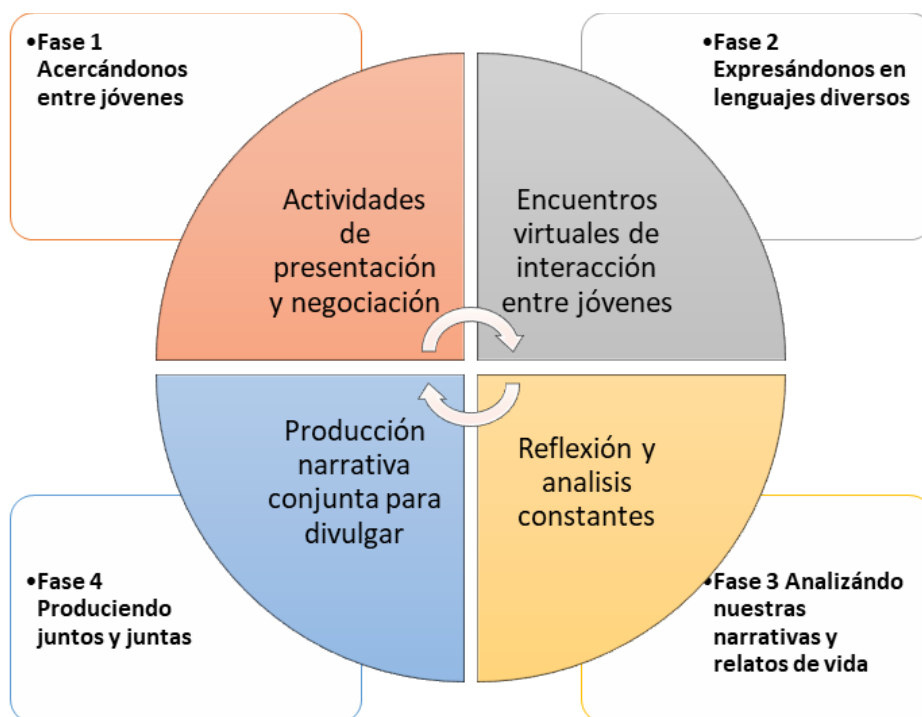 •Fase 1
Acercándonos
entre jóvenes
Actividades
de
presentación
y negociación
•Fase 2
Expresándonos en
lenguajes diversos
Encuentros
virtuales de
interacción
entre jóvenes
Reflexión y
analisis
constantes
•Fase 3 Analizándo
nuestras
narrativas y
relatos de vida
Producción
narrativa
conjunta para
divulgar
•Fase 4
Produciendo
juntos y juntas